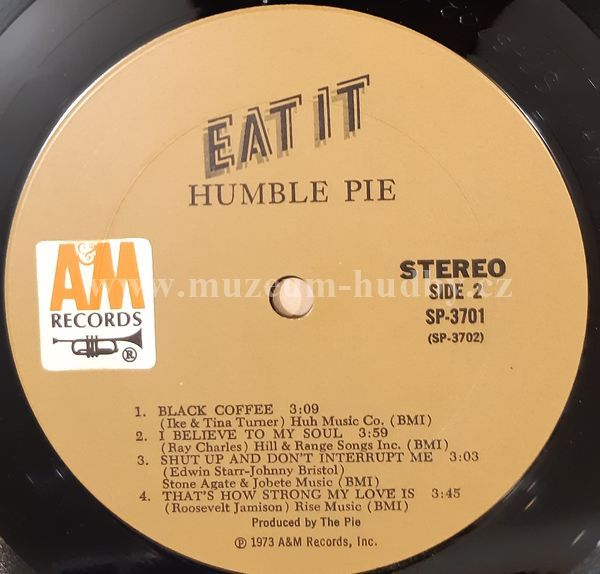 EAT IT
HUMBLE PIE
A&M
RECORDS
®
STEREO
SIDE 2
SP-3701
(SP-3702)
www.muzeum-hudby.cz
1. BLACK COFFEE 3:09
(Ike & Tina Turner) Huh Music Co. (BMI)
2. I BELIEVE TO MY SOUL 3:59
(Ray Charles) Hill & Range Songs Inc. (BMI)
3. SHUT UP AND DON'T INTERRUPT ME 3:03
(Edwin Starr-Johnny Bristol)
Stone Agate & Jobete Music (BMI)
4. THAT'S HOW STRONG MY LOVE IS 3:45
(Roosevelt Jamison) Rise Music (BMI)
Produced by The Pie
℗ 1973 A&M Records, Inc.